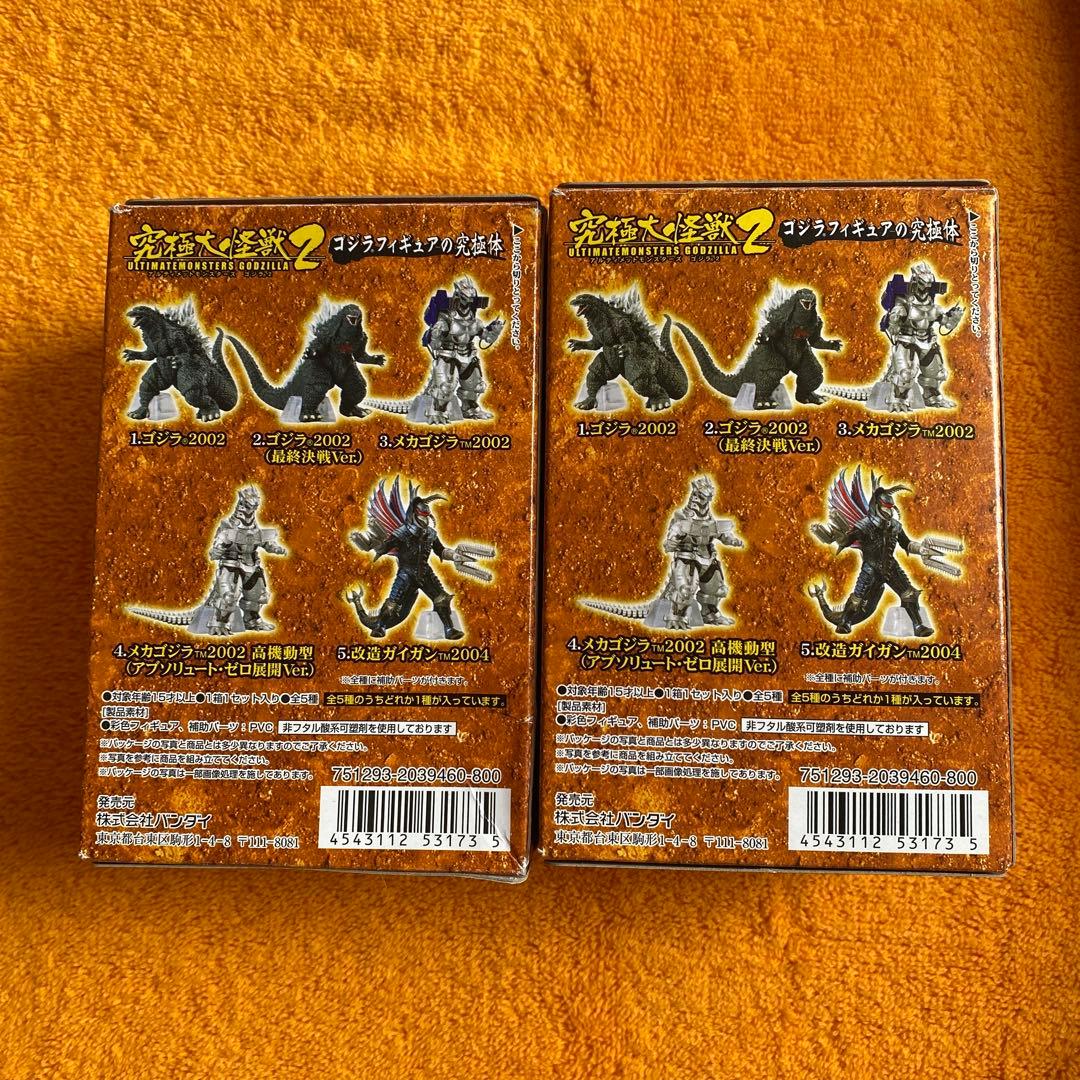 究極大怪獣2
ULTIMATEMONSTERS GODZILLA
アルティメットモンスターズ ゴジラ2
ゴジラフィギュアの究極体
▶ここから切りとってください。
1.ゴジラ®2002
2.ゴジラ®2002
(最終決戦Ver.)
3.メカゴジラTM2002
4.メカゴジラTM2002 高機動型
(アブソリュート・ゼロ展開Ver.)
5.改造ガイガンTM2004
※全種に補助パーツが付きます。
●対象年齢15才以上●1箱1セット入り●全5種
全5種のうちどれか1種が入っています。
[製品素材]
●彩色フィギュア、補助パーツ:PVC
非フタル酸系可塑剤を使用しております
※パッケージの写真と商品とは多少異なりますのでご了承ください。
※写真を参考に商品を組み立ててください。
※パッケージの写真は一部画像処理を施してあります。
751293-2039460-800
発売元
株式会社バンダイ
東京都台東区駒形1-4-8 〒111-8081
4543112 53173 5
究極大怪獣2
ULTIMATEMONSTERS GODZILLA
アルティメットモンスターズ ゴジラ2
ゴジラフィギュアの究極体
▶ここから切りとってください。
1.ゴジラ®2002
2.ゴジラ®2002
(最終決戦Ver.)
3.メカゴジラTM2002
4.メカゴジラTM2002 高機動型
(アブソリュート・ゼロ展開Ver.)
5.改造ガイガンTM2004
※全種に補助パーツが付きます。
●対象年齢15才以上●1箱1セット入り●全5種
全5種のうちどれか1種が入っています。
[製品素材]
●彩色フィギュア、補助パーツ:PVC
非フタル酸系可塑剤を使用しております
※パッケージの写真と商品とは多少異なりますのでご了承ください。
※写真を参考に商品を組み立ててください。
※パッケージの写真は一部画像処理を施してあります。
751293-2039460-800
発売元
株式会社バンダイ
東京都台東区駒形1-4-8 〒111-8081
4543112 53173 5